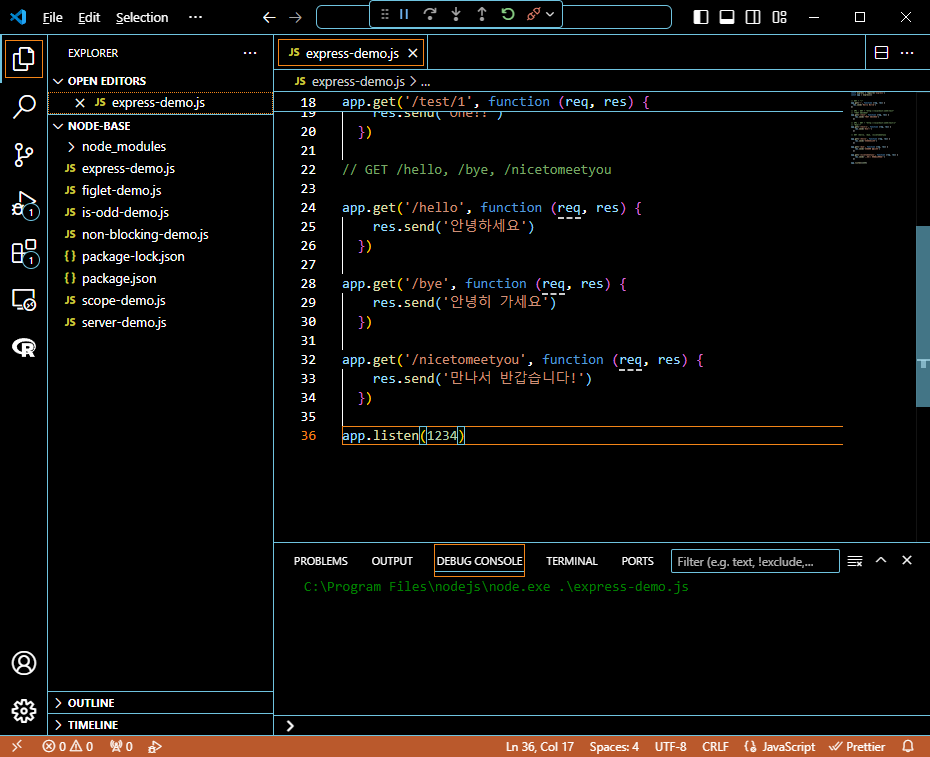 File Edit Selection ···
EXPLORER ···
OPEN EDITORS
JS express-demo.js
NODE-BASE
node_modules
JS express-demo.js
JS figlet-demo.js
JS is-odd-demo.js
JS non-blocking-demo.js
{} package-lock.json
{} package.json
JS scope-demo.js
JS server-demo.js
OUTLINE
TIMELINE
1
1
R
JS express-demo.js ···
JS express-demo.js > ...
18 app.get('/test/1', function (req, res) {
19 res.send('one!!')
20 })
21
22 // GET /hello, /bye, /nicetomeetyou
23
24 app.get('/hello', function (req, res) {
25 res.send('안녕하세요')
26 })
27
28 app.get('/bye', function (req, res) {
29 res.send('안녕히 가세요')
30 })
31
32 app.get('/nicetomeetyou', function (req, res) {
33 res.send('만나서 반갑습니다!')
34 })
35
36 app.listen(1234)
PROBLEMS OUTPUT DEBUG CONSOLE TERMINAL PORTS Filter (e.g. text, !exclude,...
C:\Program Files\nodejs\node.exe .\express-demo.js
0 0 0 Ln 36, Col 17 Spaces: 4 UTF-8 CRLF {} JavaScript Prettier